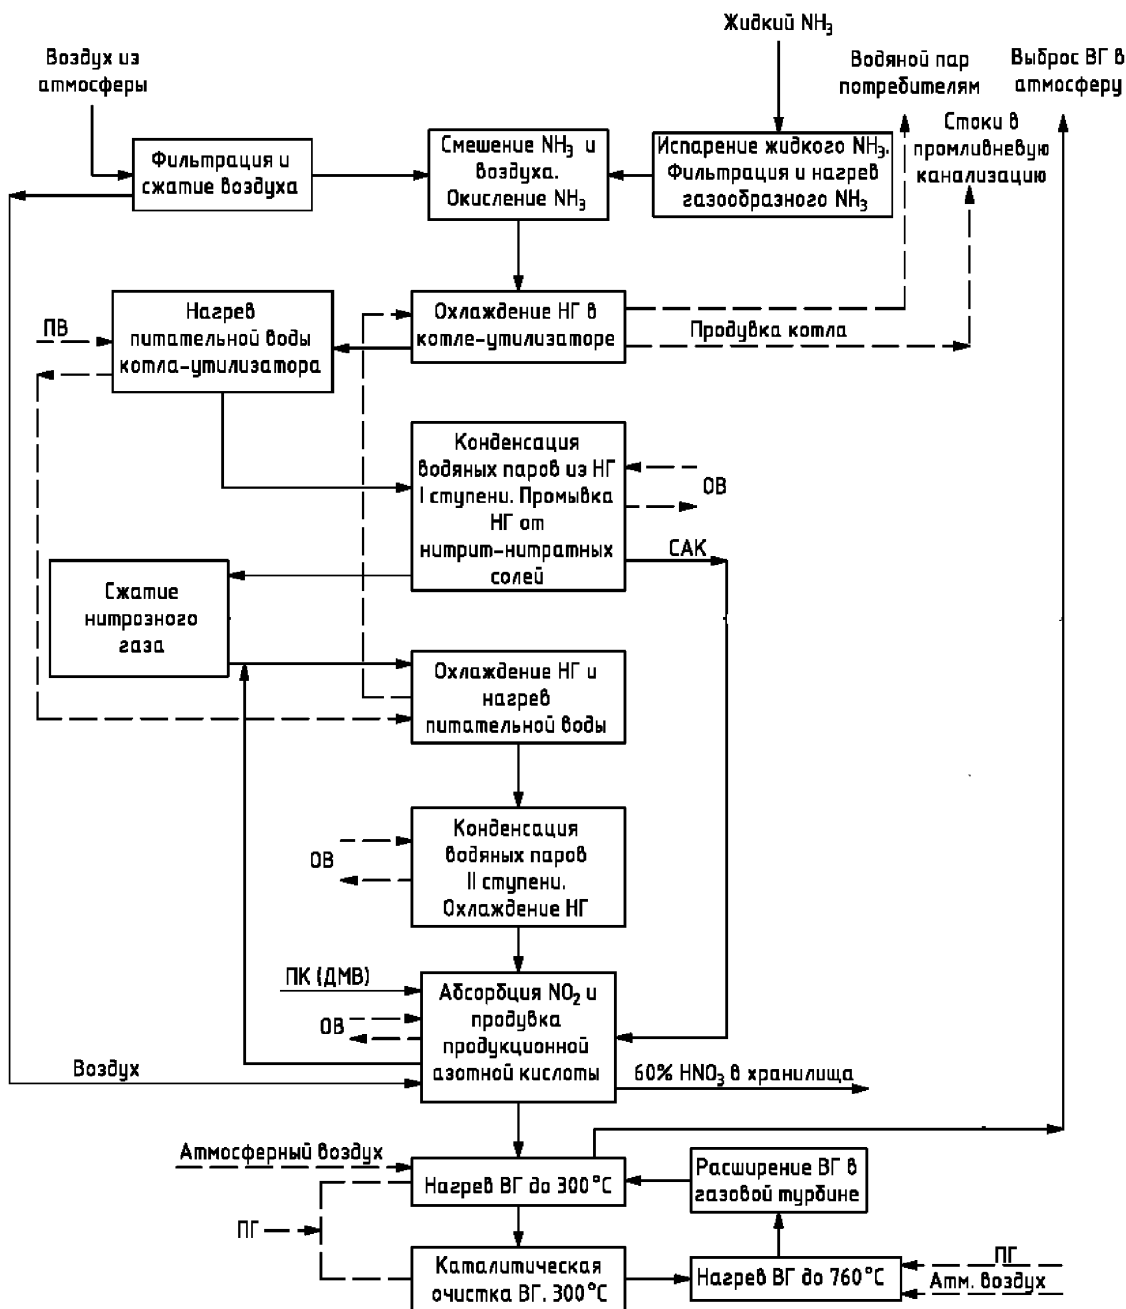 Жидкий NH₃
Воздух из
атмосферы
Водяной пар
потребителям
Выброс ВГ в
атмосферу
Стоки в
промливневую
канализацию
Фильтрация и
сжатие воздуха
Смешение NH₃ и
воздуха.
Окисление NH₃
Испарение жидкого NH₃.
Фильтрация и нагрев
газообразного NH₃
ПВ
Нагрев
питательной воды
котла-утилизатора
Охлаждение НГ в
котле-утилизаторе
Продувка котла
Конденсация
водяных паров из НГ
I ступени. Промывка
НГ от
нитрит-нитратных
солей
ОВ
САК
Сжатие
нитрозного
газа
Охлаждение НГ и
нагрев
питательной воды
ОВ
Конденсация
водяных паров
II ступени.
Охлаждение НГ
ПК (ДМВ)
ОВ
Воздух
Абсорбция NO₂ и
продувка
продукционной
азотной кислоты
60% HNO₃ в хранилища
Атмосферный воздух
Нагрев ВГ до 300°С
Расширение ВГ в
газовой турбине
ПГ
Каталитическая
очистка ВГ. 300°С
Нагрев ВГ до 760°С
ПГ
Атм. воздух